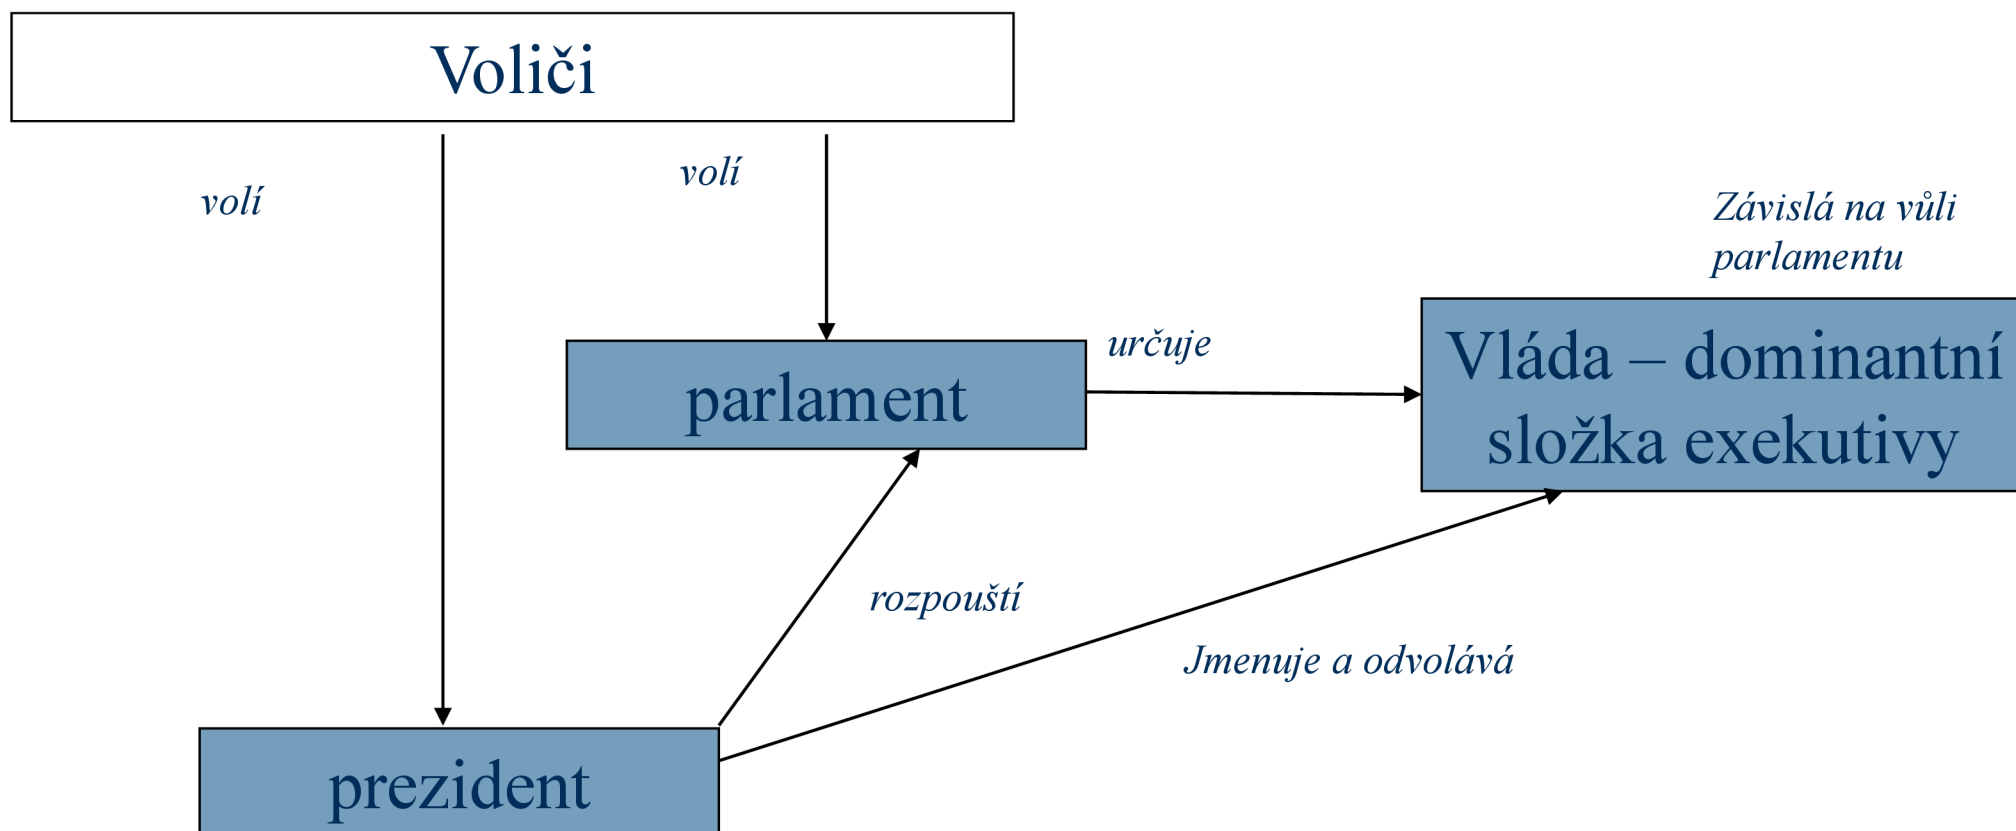 Voliči
volí
volí
Závislá na vůli
parlamentu
určuje
Vláda – dominantní
složka exekutivy
parlament
rozpouští
Jmenuje a odvolává
prezident